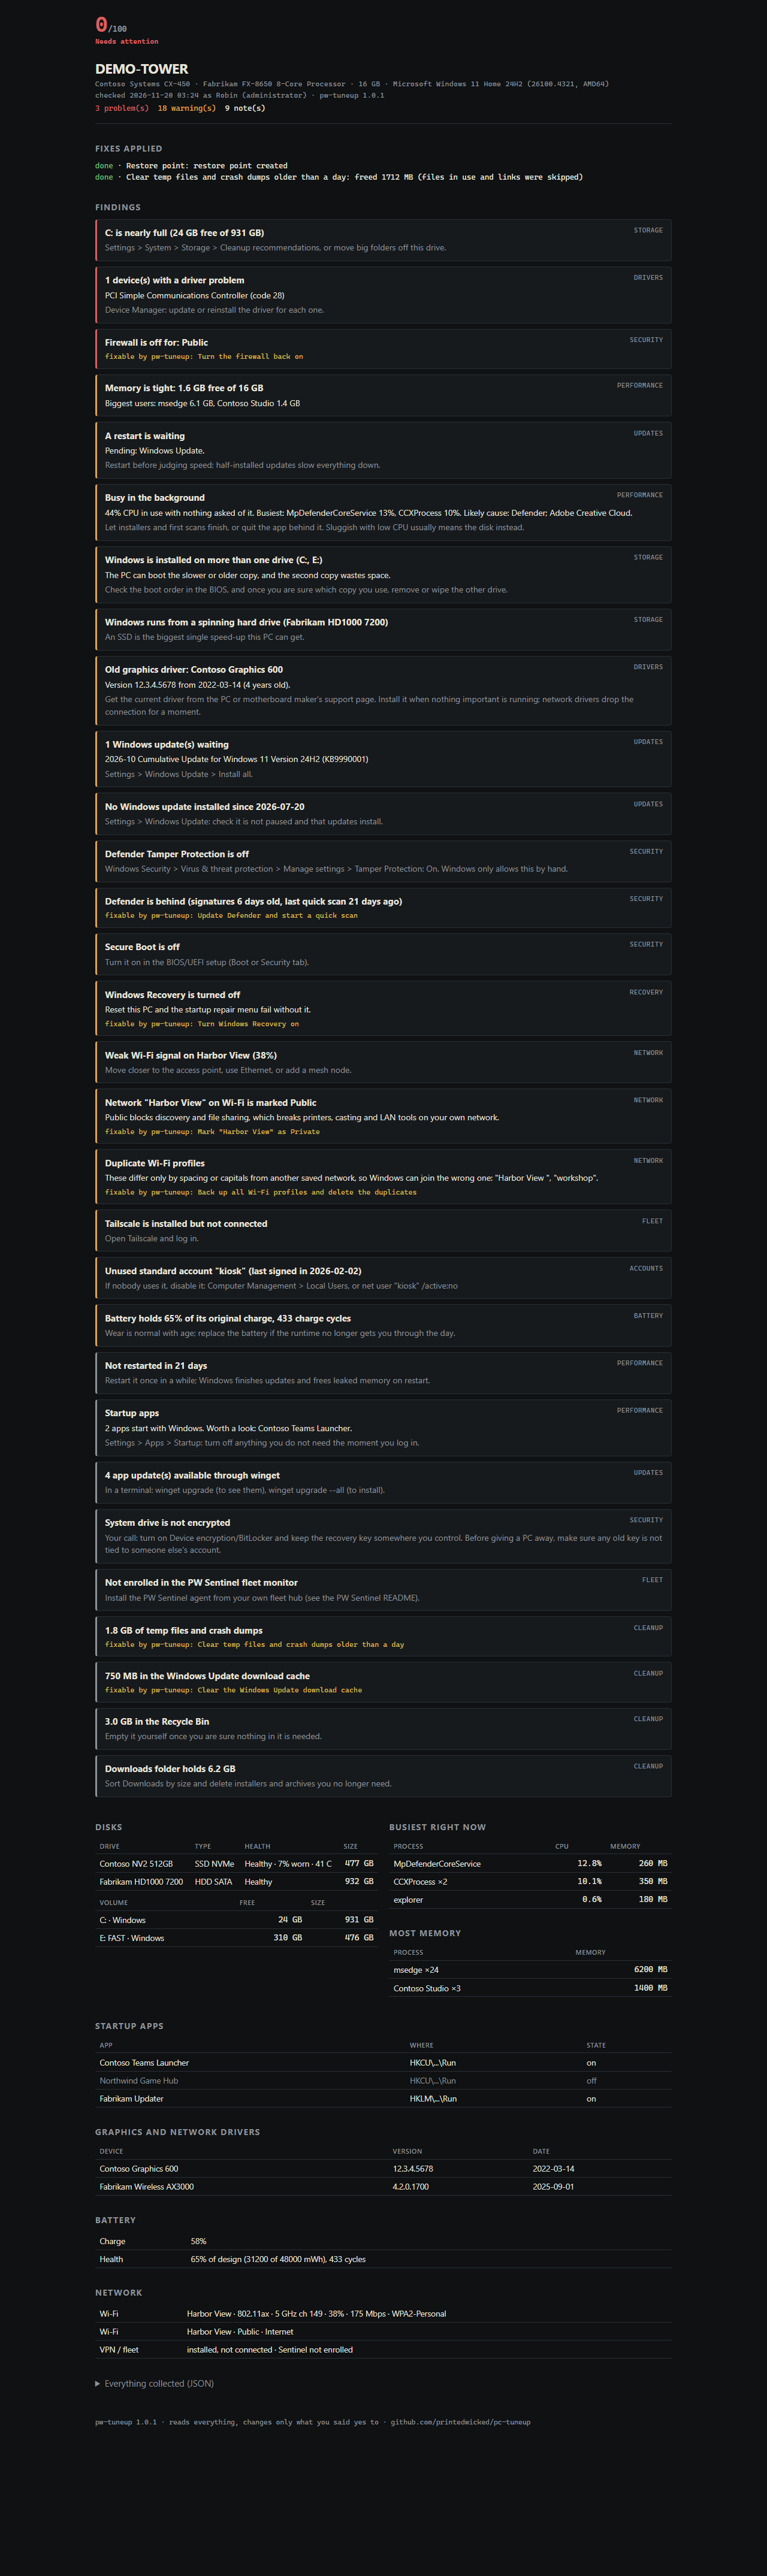 0/100
Needs attention
DEMO-TOWER
Contoso Systems CX-450 · Fabrikam FX-8650 8-Core Processor · 16 GB · Microsoft Windows 11 Home 24H2 (26100.4321, AMD64)
checked 2026-11-20 03:24 as Robin (administrator) · pw-tuneup 1.0.1
3 problem(s) 18 warning(s) 9 note(s)
FIXES APPLIED
done · Restore point: restore point created
done · Clear temp files and crash dumps older than a day: freed 1712 MB (files in use and links were skipped)
FINDINGS
C: is nearly full (24 GB free of 931 GB) STORAGE
Settings > System > Storage > Cleanup recommendations, or move big folders off this drive.
1 device(s) with a driver problem DRIVERS
PCI Simple Communications Controller (code 28)
Device Manager: update or reinstall the driver for each one.
Firewall is off for: Public SECURITY
fixable by pw-tuneup: Turn the firewall back on
Memory is tight: 1.6 GB free of 16 GB PERFORMANCE
Biggest users: msedge 6.1 GB, Contoso Studio 1.4 GB
A restart is waiting UPDATES
Pending: Windows Update.
Restart before judging speed; half-installed updates slow everything down.
Busy in the background PERFORMANCE
44% CPU in use with nothing asked of it. Busiest: MpDefenderCoreService 13%, CCXProcess 10%. Likely cause: Defender; Adobe Creative Cloud.
Let installers and first scans finish, or quit the app behind it. Sluggish with low CPU usually means the disk instead.
Windows is installed on more than one drive (C:, E:) STORAGE
The PC can boot the slower or older copy, and the second copy wastes space.
Check the boot order in the BIOS, and once you are sure which copy you use, remove or wipe the other drive.
Windows runs from a spinning hard drive (Fabrikam HD1000 7200) STORAGE
An SSD is the biggest single speed-up this PC can get.
Old graphics driver: Contoso Graphics 600 DRIVERS
Version 12.3.4.5678 from 2022-03-14 (4 years old).
Get the current driver from the PC or motherboard maker's support page. Install it when nothing important is running: network drivers drop the
connection for a moment.
1 Windows update(s) waiting UPDATES
2026-10 Cumulative Update for Windows 11 Version 24H2 (KB9990001)
Settings > Windows Update > Install all.
No Windows update installed since 2026-07-20 UPDATES
Settings > Windows Update: check it is not paused and that updates install.
Defender Tamper Protection is off SECURITY
Windows Security > Virus & threat protection > Manage settings > Tamper Protection: On. Windows only allows this by hand.
Defender is behind (signatures 6 days old, last quick scan 21 days ago) SECURITY
fixable by pw-tuneup: Update Defender and start a quick scan
Secure Boot is off SECURITY
Turn it on in the BIOS/UEFI setup (Boot or Security tab).
Windows Recovery is turned off RECOVERY
Reset this PC and the startup repair menu fail without it.
fixable by pw-tuneup: Turn Windows Recovery on
Weak Wi-Fi signal on Harbor View (38%) NETWORK
Move closer to the access point, use Ethernet, or add a mesh node.
Network "Harbor View" on Wi-Fi is marked Public NETWORK
Public blocks discovery and file sharing, which breaks printers, casting and LAN tools on your own network.
fixable by pw-tuneup: Mark "Harbor View" as Private
Duplicate Wi-Fi profiles NETWORK
These differ only by spacing or capitals from another saved network, so Windows can join the wrong one: "Harbor View ", "workshop".
fixable by pw-tuneup: Back up all Wi-Fi profiles and delete the duplicates
Tailscale is installed but not connected FLEET
Open Tailscale and log in.
Unused standard account "kiosk" (last signed in 2026-02-02) ACCOUNTS
If nobody uses it, disable it: Computer Management > Local Users, or net user "kiosk" /active:no
Battery holds 65% of its original charge, 433 charge cycles BATTERY
Wear is normal with age; replace the battery if the runtime no longer gets you through the day.
Not restarted in 21 days PERFORMANCE
Restart it once in a while; Windows finishes updates and frees leaked memory on restart.
Startup apps PERFORMANCE
2 apps start with Windows. Worth a look: Contoso Teams Launcher.
Settings > Apps > Startup: turn off anything you do not need the moment you log in.
4 app update(s) available through winget UPDATES
In a terminal: winget upgrade (to see them), winget upgrade --all (to install).
System drive is not encrypted SECURITY
Your call: turn on Device encryption/BitLocker and keep the recovery key somewhere you control. Before giving a PC away, make sure any old key is not
tied to someone else's account.
Not enrolled in the PW Sentinel fleet monitor FLEET
Install the PW Sentinel agent from your own fleet hub (see the PW Sentinel README).
1.8 GB of temp files and crash dumps CLEANUP
fixable by pw-tuneup: Clear temp files and crash dumps older than a day
750 MB in the Windows Update download cache CLEANUP
fixable by pw-tuneup: Clear the Windows Update download cache
3.0 GB in the Recycle Bin CLEANUP
Empty it yourself once you are sure nothing in it is needed.
Downloads folder holds 6.2 GB CLEANUP
Sort Downloads by size and delete installers and archives you no longer need.
DISKS
DRIVE TYPE HEALTH SIZE
Contoso NV2 512GB SSD NVMe Healthy · 7% worn · 41 C 477 GB
Fabrikam HD1000 7200 HDD SATA Healthy 932 GB
VOLUME FREE SIZE
C: · Windows 24 GB 931 GB
E: FAST · Windows 310 GB 476 GB
BUSIEST RIGHT NOW
PROCESS CPU MEMORY
MpDefenderCoreService 12.8% 260 MB
CCXProcess ×2 10.1% 350 MB
explorer 0.6% 180 MB
MOST MEMORY
PROCESS MEMORY
msedge ×24 6200 MB
Contoso Studio ×3 1400 MB
STARTUP APPS
APP WHERE STATE
Contoso Teams Launcher HKCU\...\Run on
Northwind Game Hub HKCU\...\Run off
Fabrikam Updater HKLM\...\Run on
GRAPHICS AND NETWORK DRIVERS
DEVICE VERSION DATE
Contoso Graphics 600 12.3.4.5678 2022-03-14
Fabrikam Wireless AX3000 4.2.0.1700 2025-09-01
BATTERY
Charge 58%
Health 65% of design (31200 of 48000 mWh), 433 cycles
NETWORK
Wi-Fi Harbor View · 802.11ax · 5 GHz ch 149 · 38% · 175 Mbps · WPA2-Personal
Wi-Fi Harbor View · Public · Internet
VPN / fleet installed, not connected · Sentinel not enrolled
▶ Everything collected (JSON)
pw-tuneup 1.0.1 · reads everything, changes only what you said yes to · github.com/printedwicked/pc-tuneup